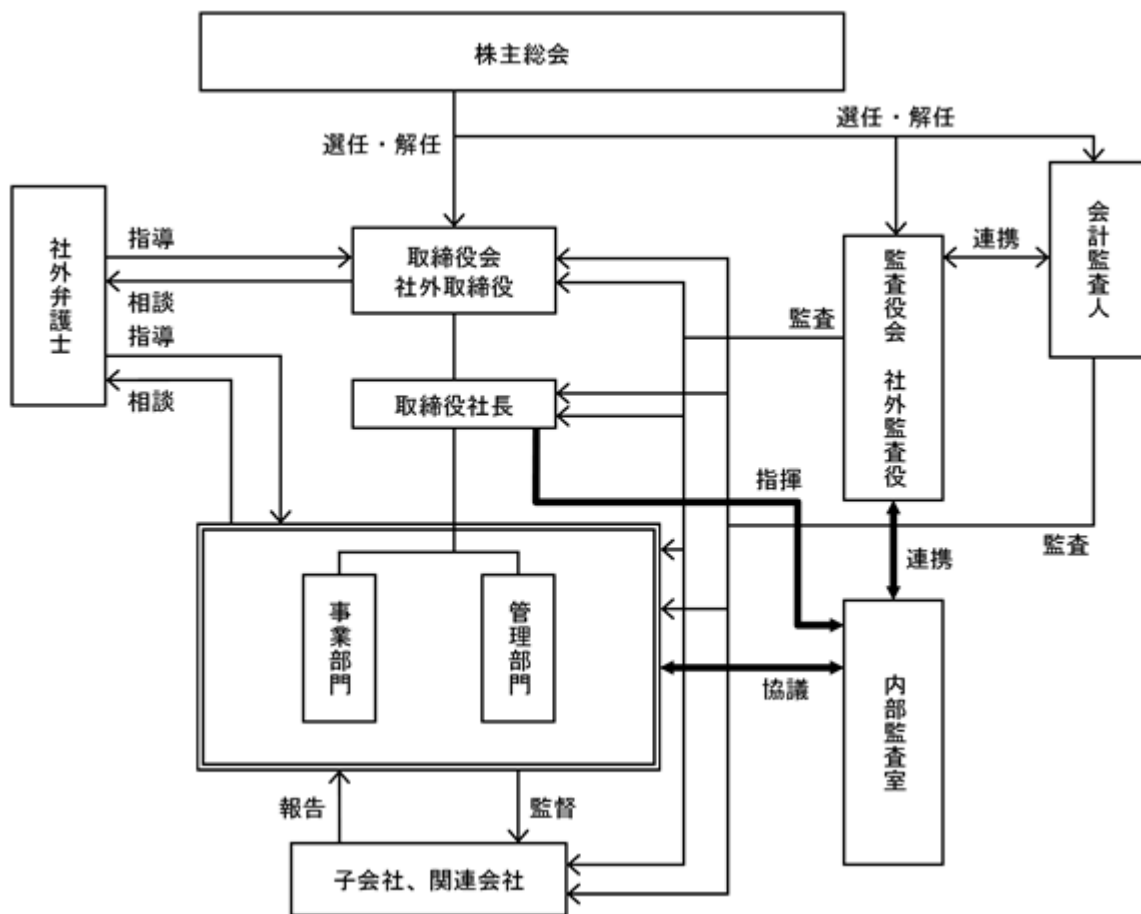 株主総会
選任・解任
選任・解任
社外弁護士
指導
相談
指導
相談
取締役会
社外取締役
取締役社長
監査
監査役会 社外監査役
連携
会計監査人
指揮
連携
監査
事業部門
管理部門
協議
内部監査室
報告
監督
子会社、関連会社